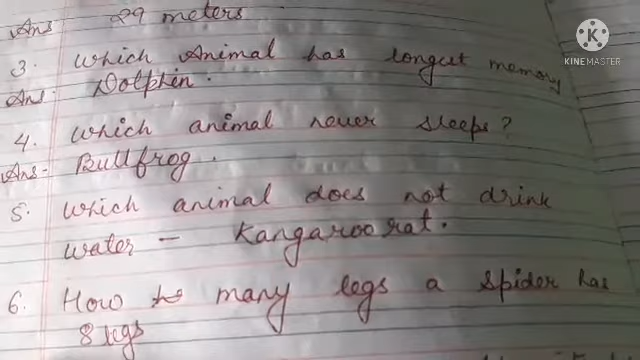 Ans 29 meters
3. Which Animal has longest memory
Ans- Dolphin.
4. Which animal never sleeps?
Ans- Bullfrog.
5. Which animal does not drink
water - Kangaroo rat.
6. How many legs a spider has
8 legs
KINEMASTER